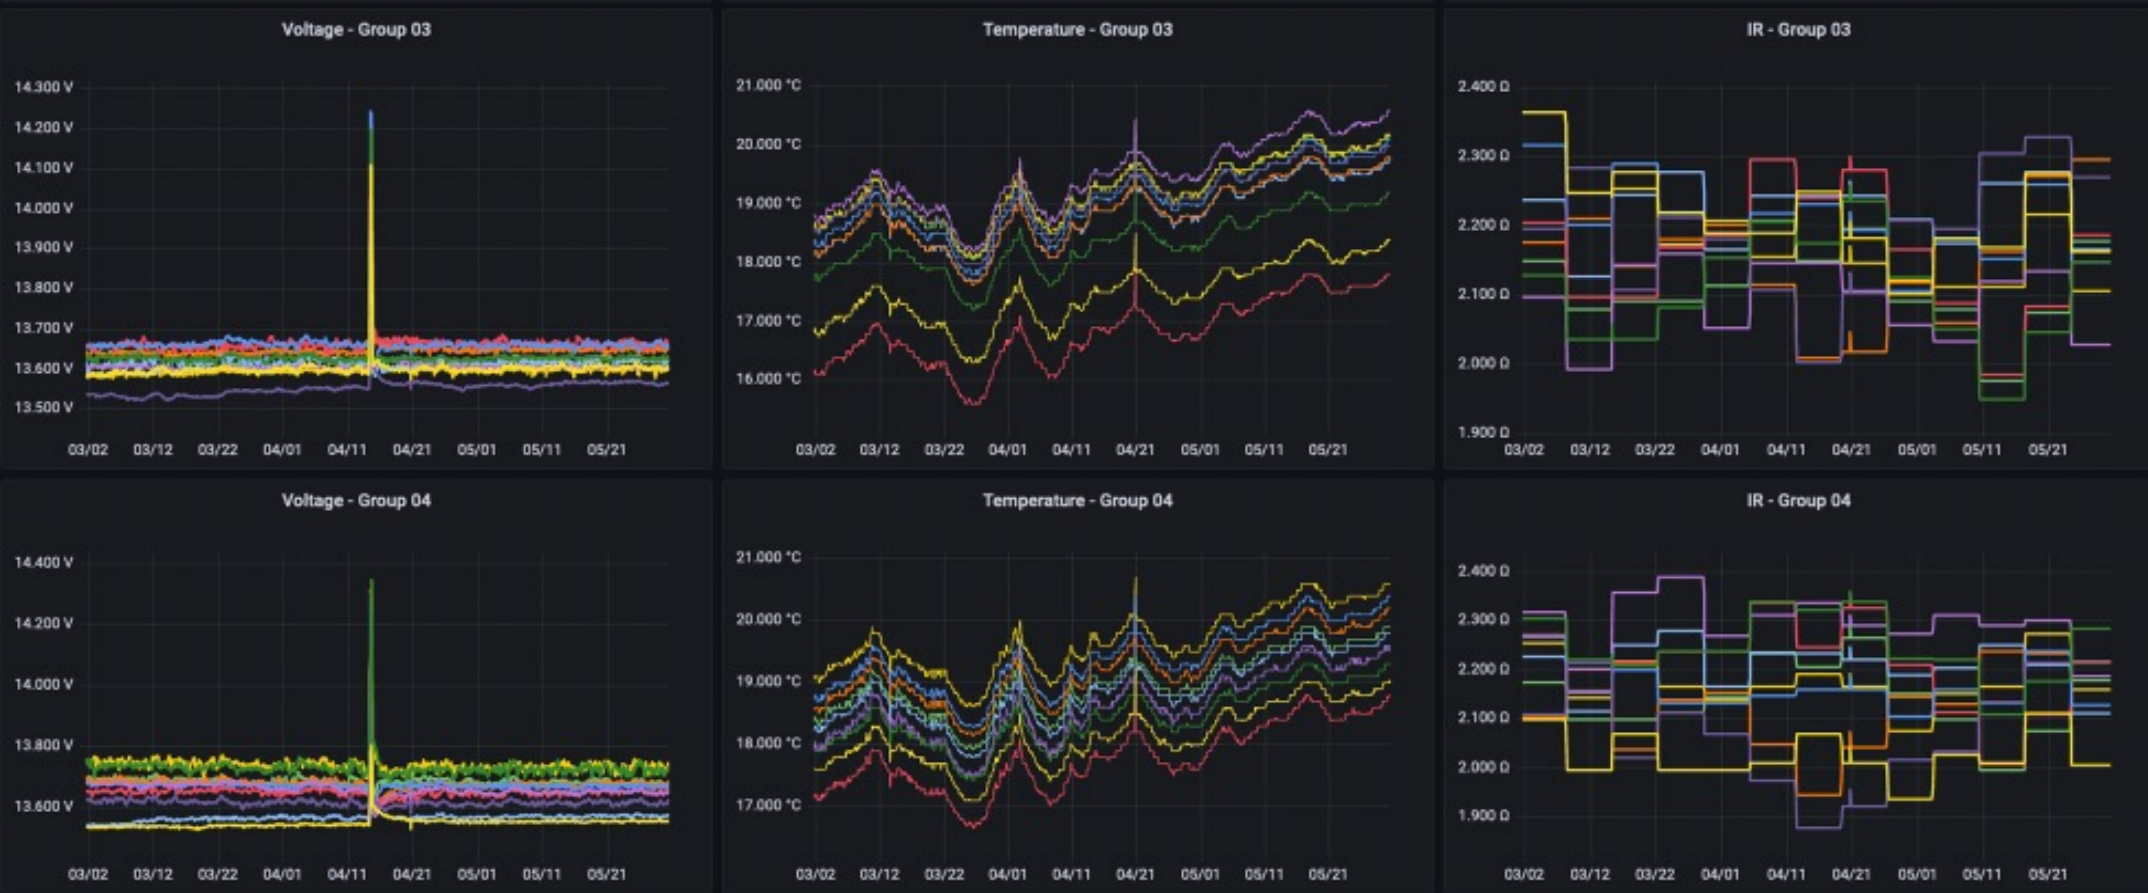 Voltage - Group 03
14.300 V
14.200 V
14.100 V
14.000 V
13.900 V
13.800 V
13.700 V
13.600 V
13.500 V
03/02 03/12 03/22 04/01 04/11 04/21 05/01 05/11 05/21
Temperature - Group 03
21.000 °C
20.000 °C
19.000 °C
18.000 °C
17.000 °C
16.000 °C
03/02 03/12 03/22 04/01 04/11 04/21 05/01 05/11 05/21
IR - Group 03
2.400 Ω
2.300 Ω
2.200 Ω
2.100 Ω
2.000 Ω
1.900 Ω
03/02 03/12 03/22 04/01 04/11 04/21 05/01 05/11 05/21
Voltage - Group 04
14.400 V
14.200 V
14.000 V
13.800 V
13.600 V
03/02 03/12 03/22 04/01 04/11 04/21 05/01 05/11 05/21
Temperature - Group 04
21.000 °C
20.000 °C
19.000 °C
18.000 °C
17.000 °C
03/02 03/12 03/22 04/01 04/11 04/21 05/01 05/11 05/21
IR - Group 04
2.400 Ω
2.300 Ω
2.200 Ω
2.100 Ω
2.000 Ω
1.900 Ω
03/02 03/12 03/22 04/01 04/11 04/21 05/01 05/11 05/21